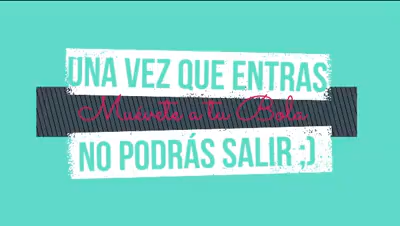 UNA VEZ QUE ENTRAS
Muevete a tu Bola
NO PODRÁS SALIR ;)